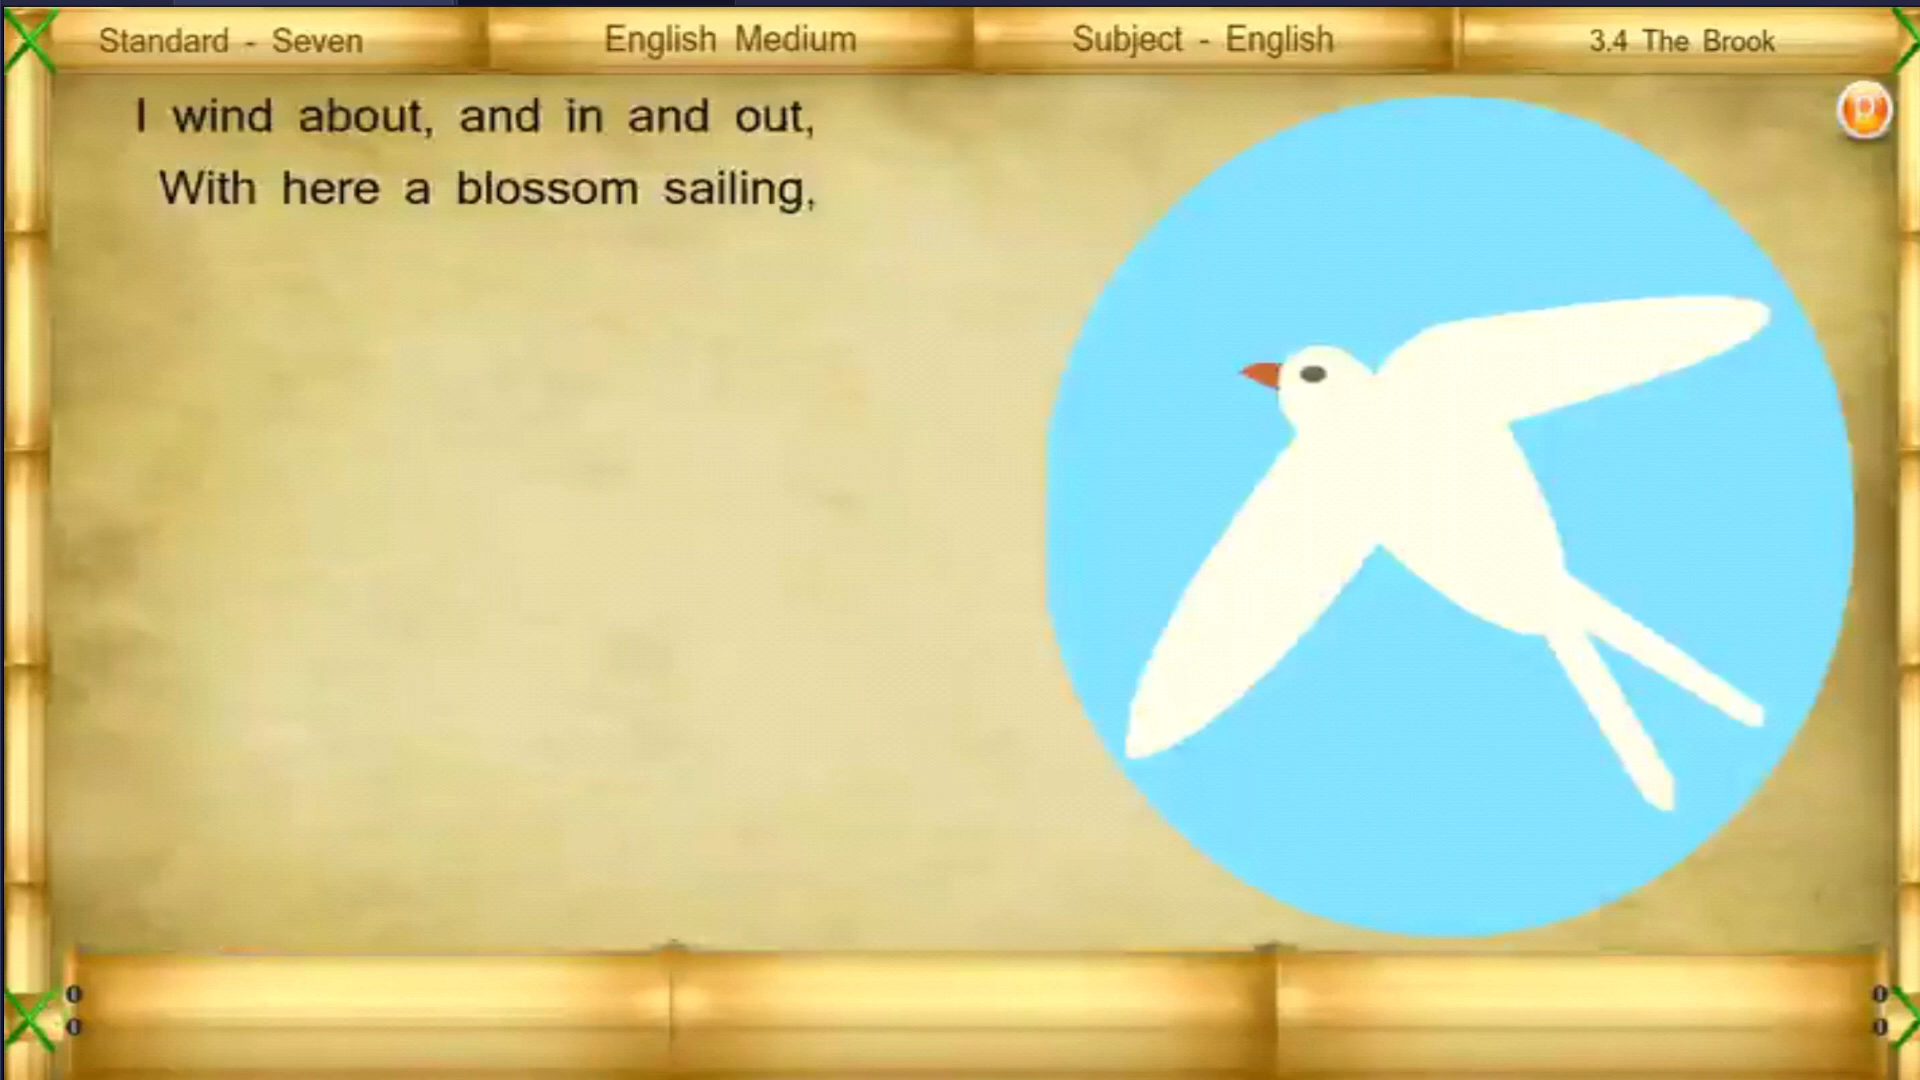 Standard - Seven
English Medium
Subject - English
3.4 The Brook
I wind about, and in and out,
With here a blossom sailing,
P